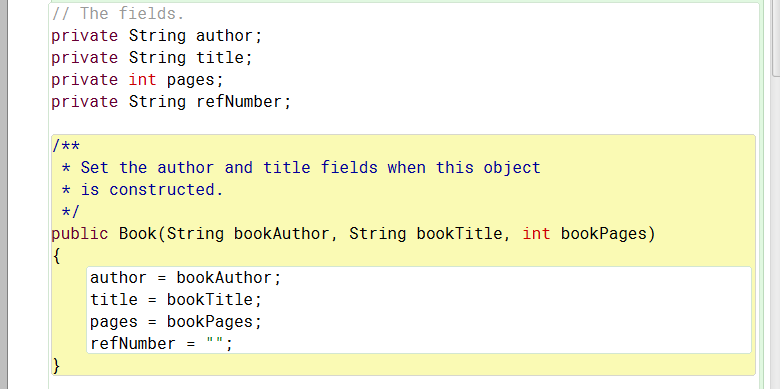 // The fields.
private String author;
private String title;
private int pages;
private String refNumber;
/**
* Set the author and title fields when this object
* is constructed.
*/
public Book(String bookAuthor, String bookTitle, int bookPages)
{
author = bookAuthor;
title = bookTitle;
pages = bookPages;
refNumber = "";
}